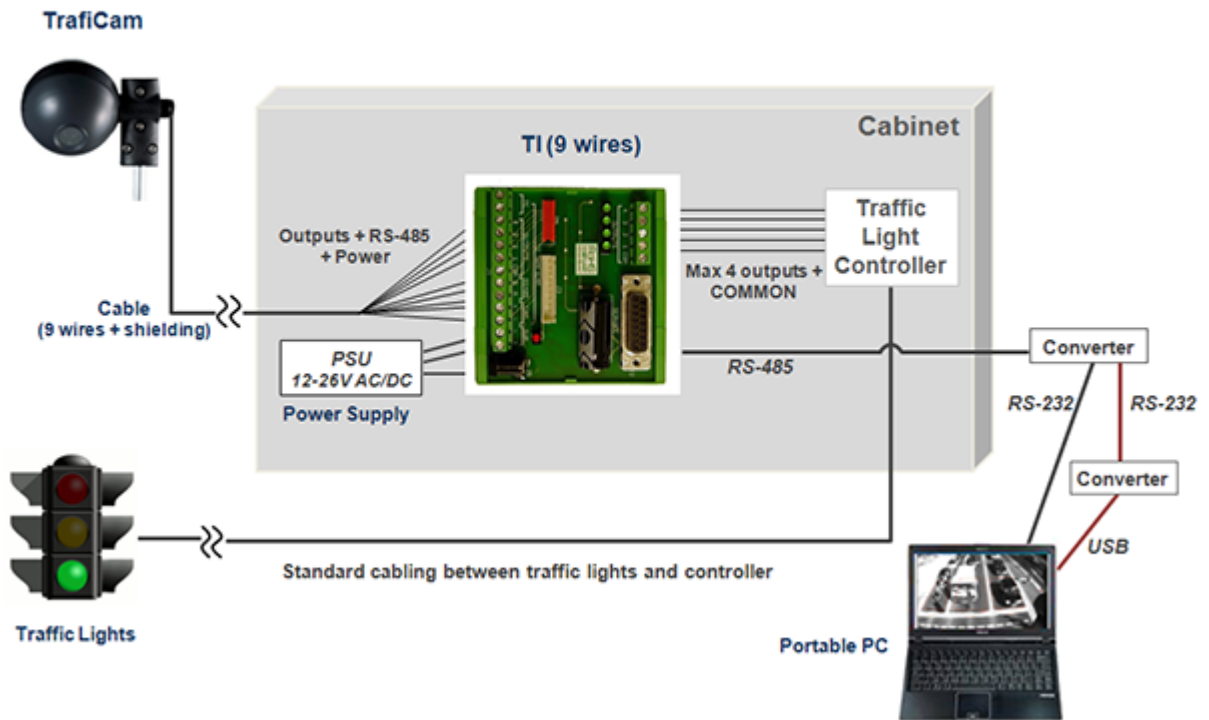 TrafiCam
Cabinet
TI (9 wires)
Traffic
Light
Controller
Outputs + RS-485
+ Power
Max 4 outputs +
COMMON
Cable
(9 wires + shielding)
PSU
12-26V AC/DC
Power Supply
RS-485
Converter
RS-232
RS-232
Converter
USB
Standard cabling between traffic lights and controller
Traffic Lights
Portable PC